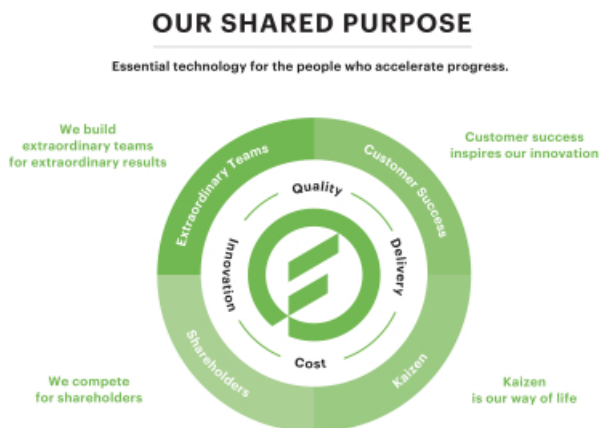 OUR SHARED PURPOSE
Essential technology for the people who accelerate progress.
We build
extraordinary teams
for extraordinary results
Customer success
inspires our innovation
Extraordinary Teams
Customer Success
Quality
Innovation
Delivery
Cost
Shareholders
Kaizen
We compete
for shareholders
Kaizen
is our way of life